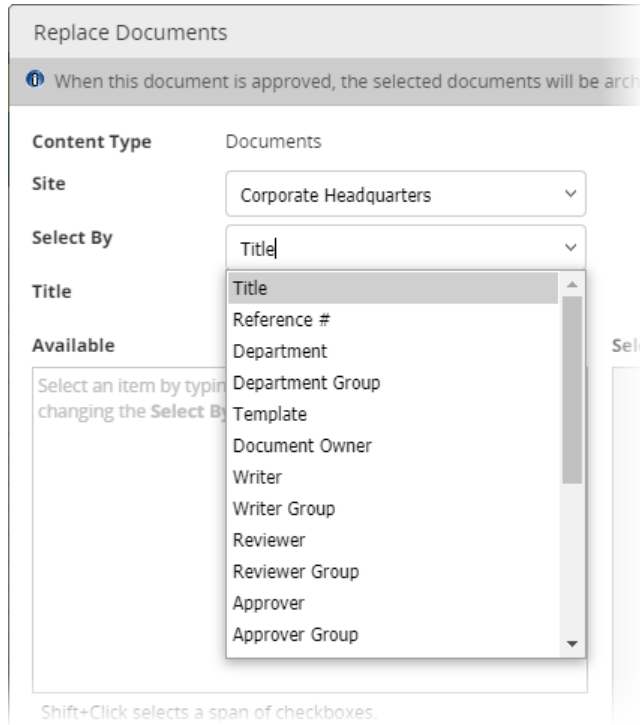 Replace Documents
When this document is approved, the selected documents will be arch
Content Type Documents
Site Corporate Headquarters
Select By Title
Title
Title
Reference #
Department
Department Group
Template
Document Owner
Writer
Writer Group
Reviewer
Reviewer Group
Approver
Approver Group
Available
Select an item by typin
changing the Select By
Sel
Shift+Click selects a span of checkboxes.